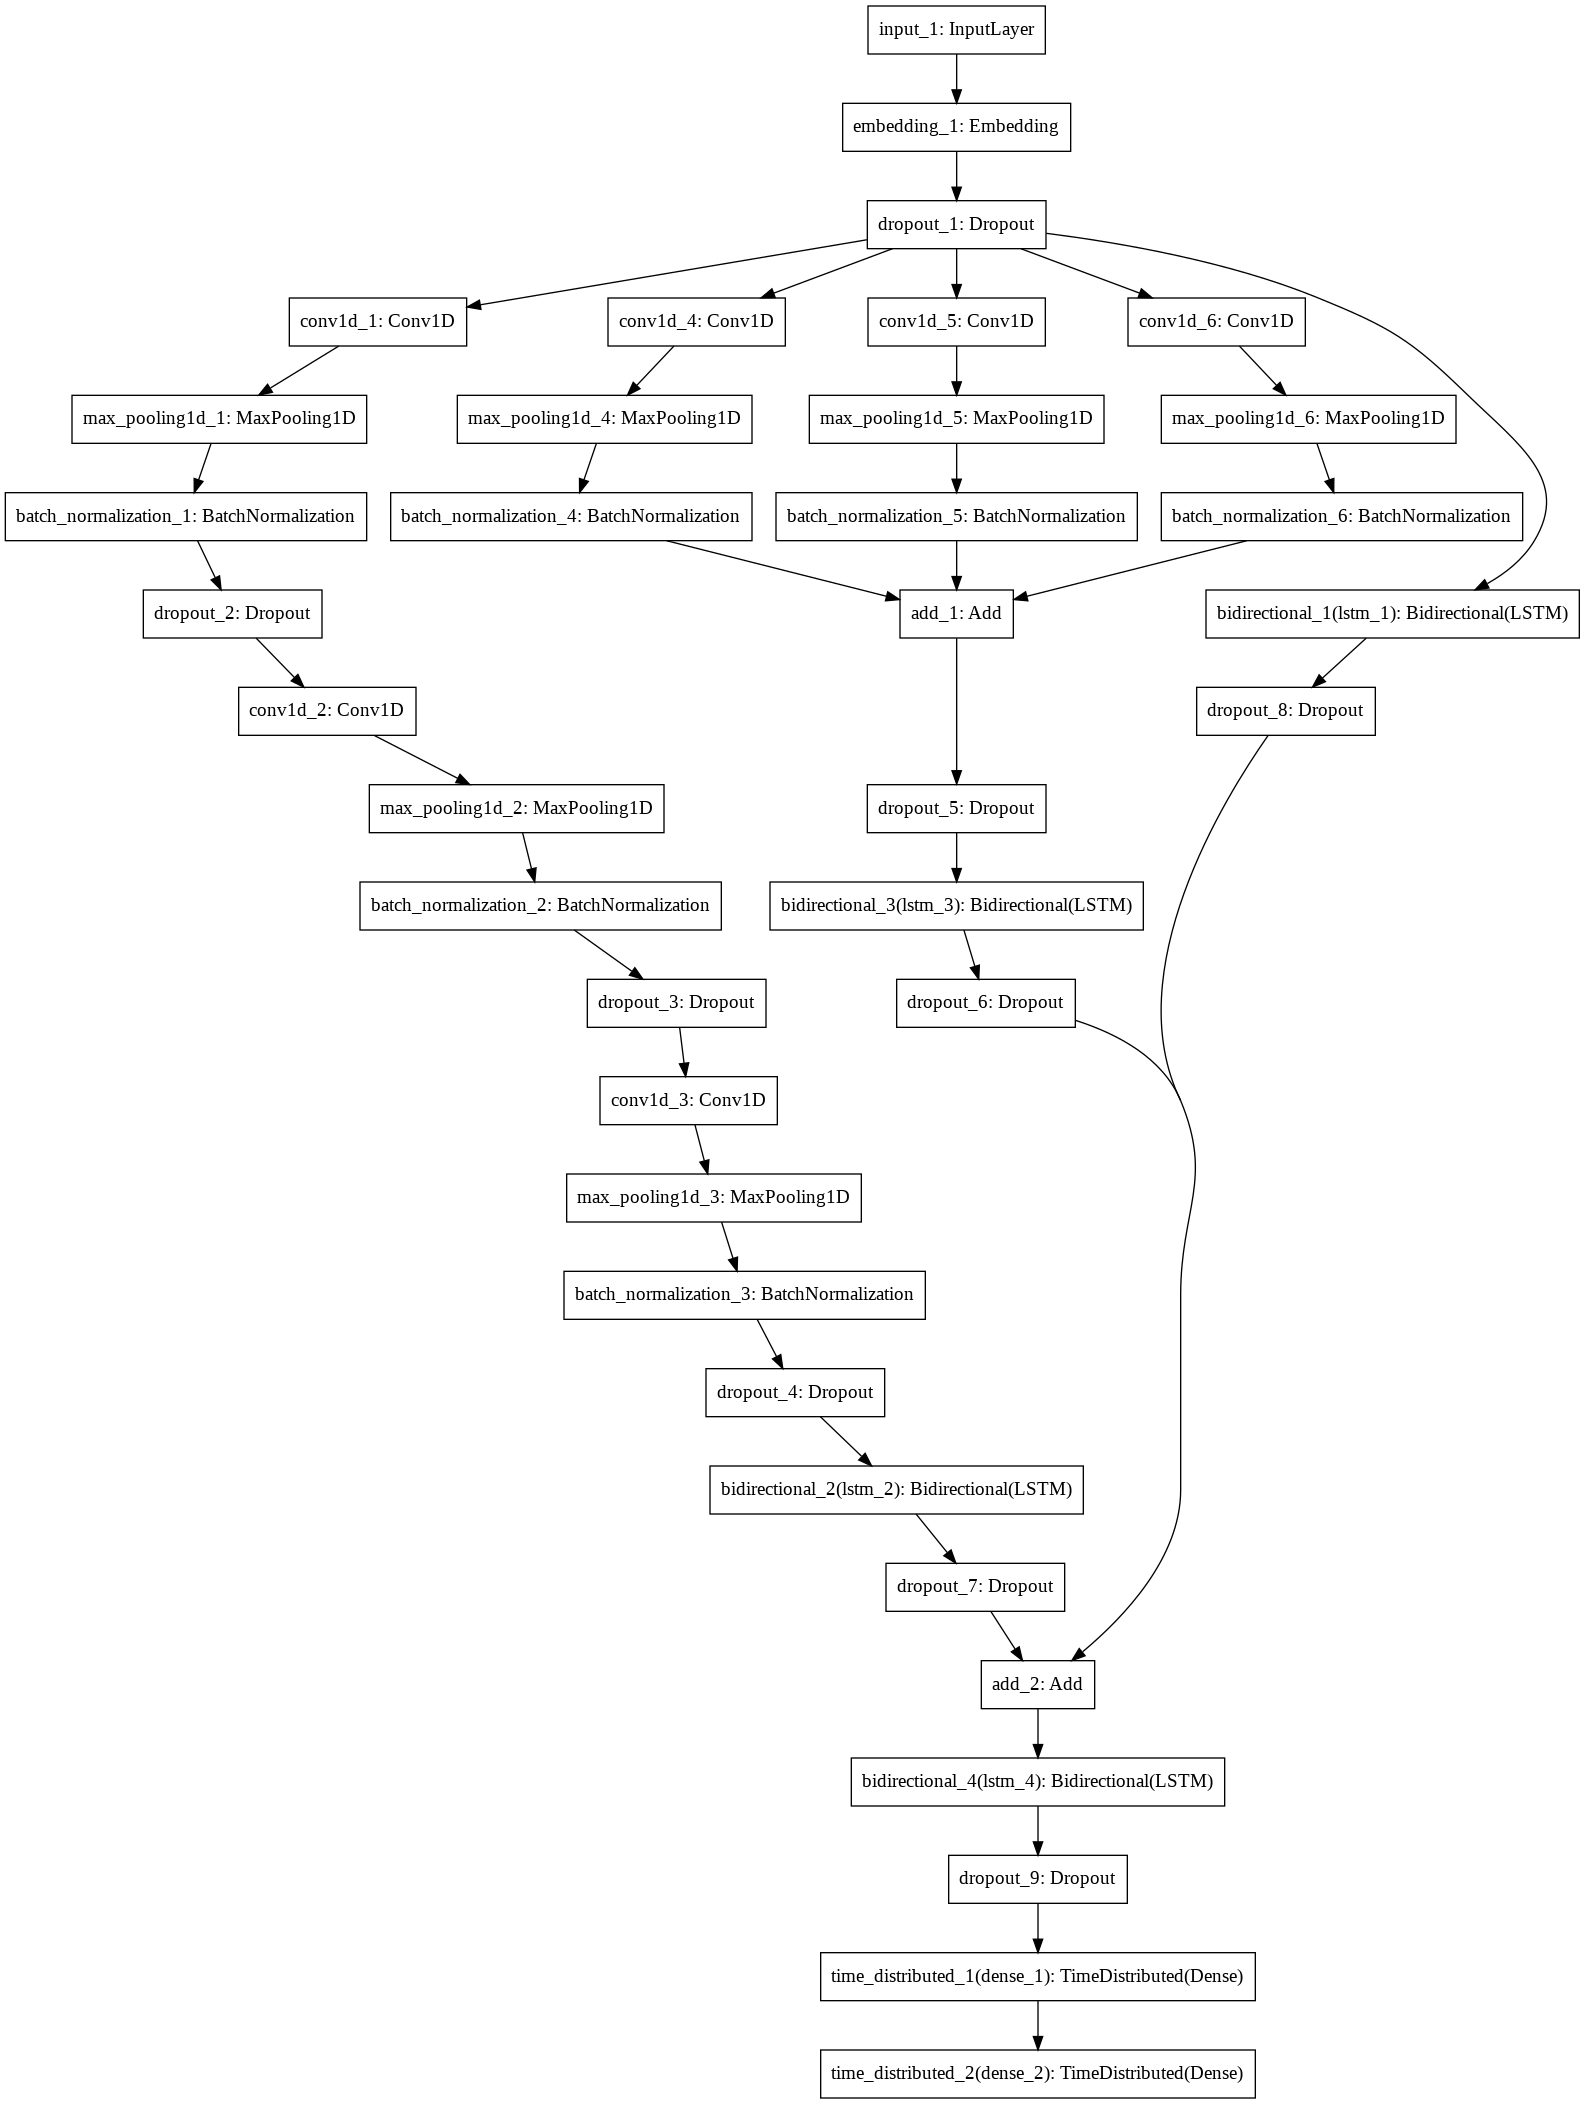 input_1: InputLayer
embedding_1: Embedding
dropout_1: Dropout
conv1d_1: Conv1D
conv1d_4: Conv1D
conv1d_5: Conv1D
conv1d_6: Conv1D
max_pooling1d_1: MaxPooling1D
max_pooling1d_4: MaxPooling1D
max_pooling1d_5: MaxPooling1D
max_pooling1d_6: MaxPooling1D
batch_normalization_1: BatchNormalization
batch_normalization_4: BatchNormalization
batch_normalization_5: BatchNormalization
batch_normalization_6: BatchNormalization
dropout_2: Dropout
add_1: Add
bidirectional_1(lstm_1): Bidirectional(LSTM)
conv1d_2: Conv1D
dropout_8: Dropout
max_pooling1d_2: MaxPooling1D
dropout_5: Dropout
batch_normalization_2: BatchNormalization
bidirectional_3(lstm_3): Bidirectional(LSTM)
dropout_3: Dropout
dropout_6: Dropout
conv1d_3: Conv1D
max_pooling1d_3: MaxPooling1D
batch_normalization_3: BatchNormalization
dropout_4: Dropout
bidirectional_2(lstm_2): Bidirectional(LSTM)
dropout_7: Dropout
add_2: Add
bidirectional_4(lstm_4): Bidirectional(LSTM)
dropout_9: Dropout
time_distributed_1(dense_1): TimeDistributed(Dense)
time_distributed_2(dense_2): TimeDistributed(Dense)